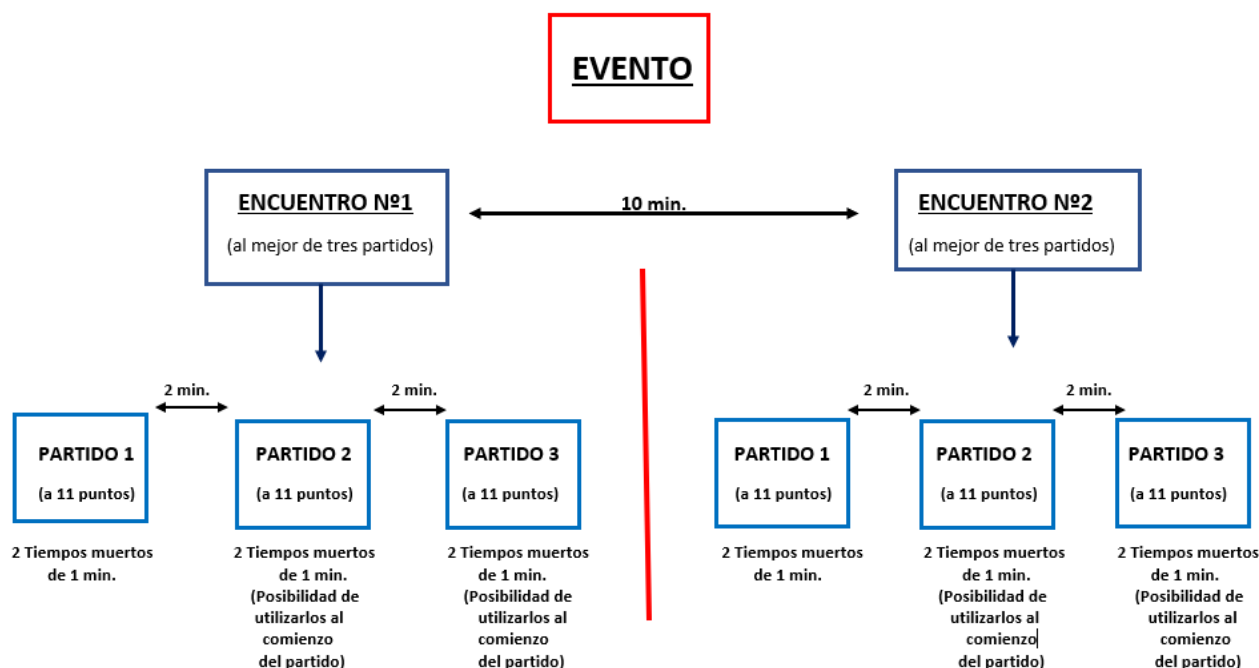 EVENTO
ENCUENTRO Nº1
(al mejor de tres partidos)
10 min.
ENCUENTRO Nº2
(al mejor de tres partidos)
2 min.
2 min.
2 min.
2 min.
PARTIDO 1
(a 11 puntos)
PARTIDO 2
(a 11 puntos)
PARTIDO 3
(a 11 puntos)
PARTIDO 1
(a 11 puntos)
PARTIDO 2
(a 11 puntos)
PARTIDO 3
(a 11 puntos)
2 Tiempos muertos
de 1 min.
2 Tiempos muertos
de 1 min.
(Posibilidad de
utilizarlos al
comienzo
del partido)
2 Tiempos muertos
de 1 min.
(Posibilidad de
utilizarlos al
comienzo
del partido)
2 Tiempos muertos
de 1 min.
2 Tiempos muertos
de 1 min.
(Posibilidad de
utilizarlos al
comienzo
del partido)
2 Tiempos muertos
de 1 min.
(Posibilidad de
utilizarlos al
comienzo
del partido)